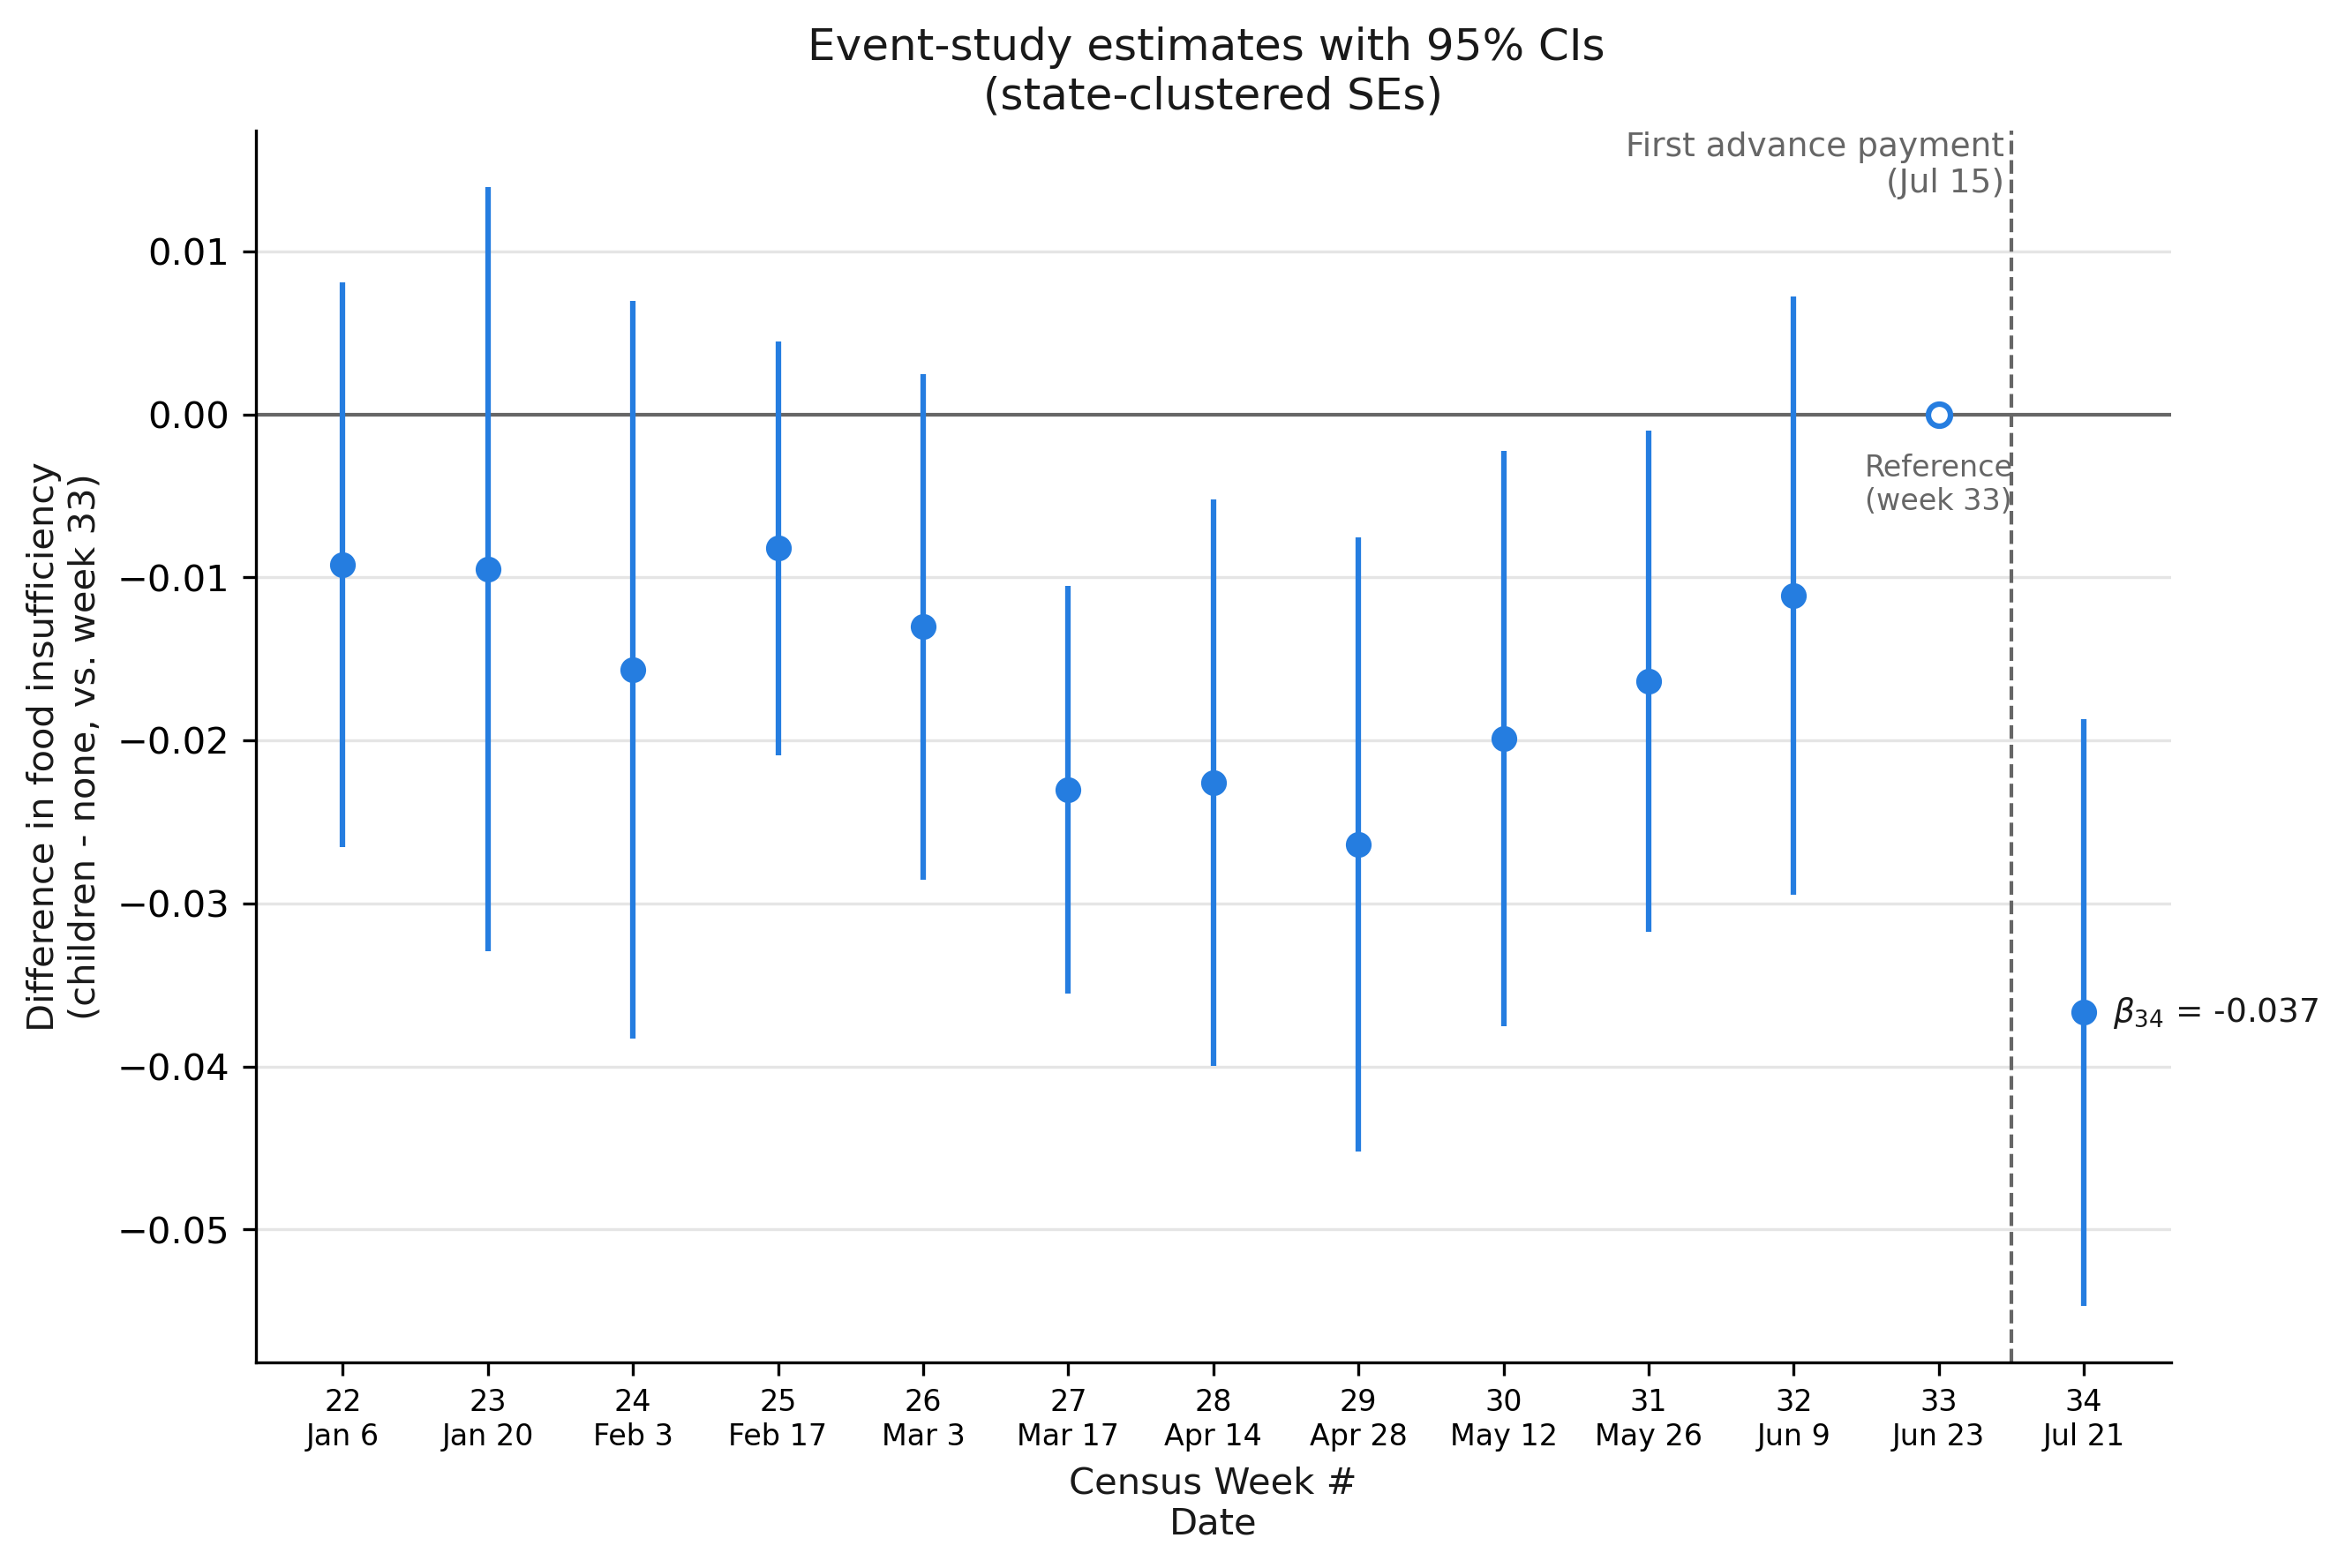 Event-study estimates with 95% CIs
(state-clustered SEs)
First advance payment
(Jul 15)
0.01
0.00
−0.01
−0.02
−0.03
−0.04
−0.05
Difference in food insufficiency
(children - none, vs. week 33)
Reference
(week 33)
β34 = -0.037
22 23 24 25 26 27 28 29 30 31 32 33 34
Jan 6 Jan 20 Feb 3 Feb 17 Mar 3 Mar 17 Apr 14 Apr 28 May 12 May 26 Jun 9 Jun 23 Jul 21
Census Week #
Date